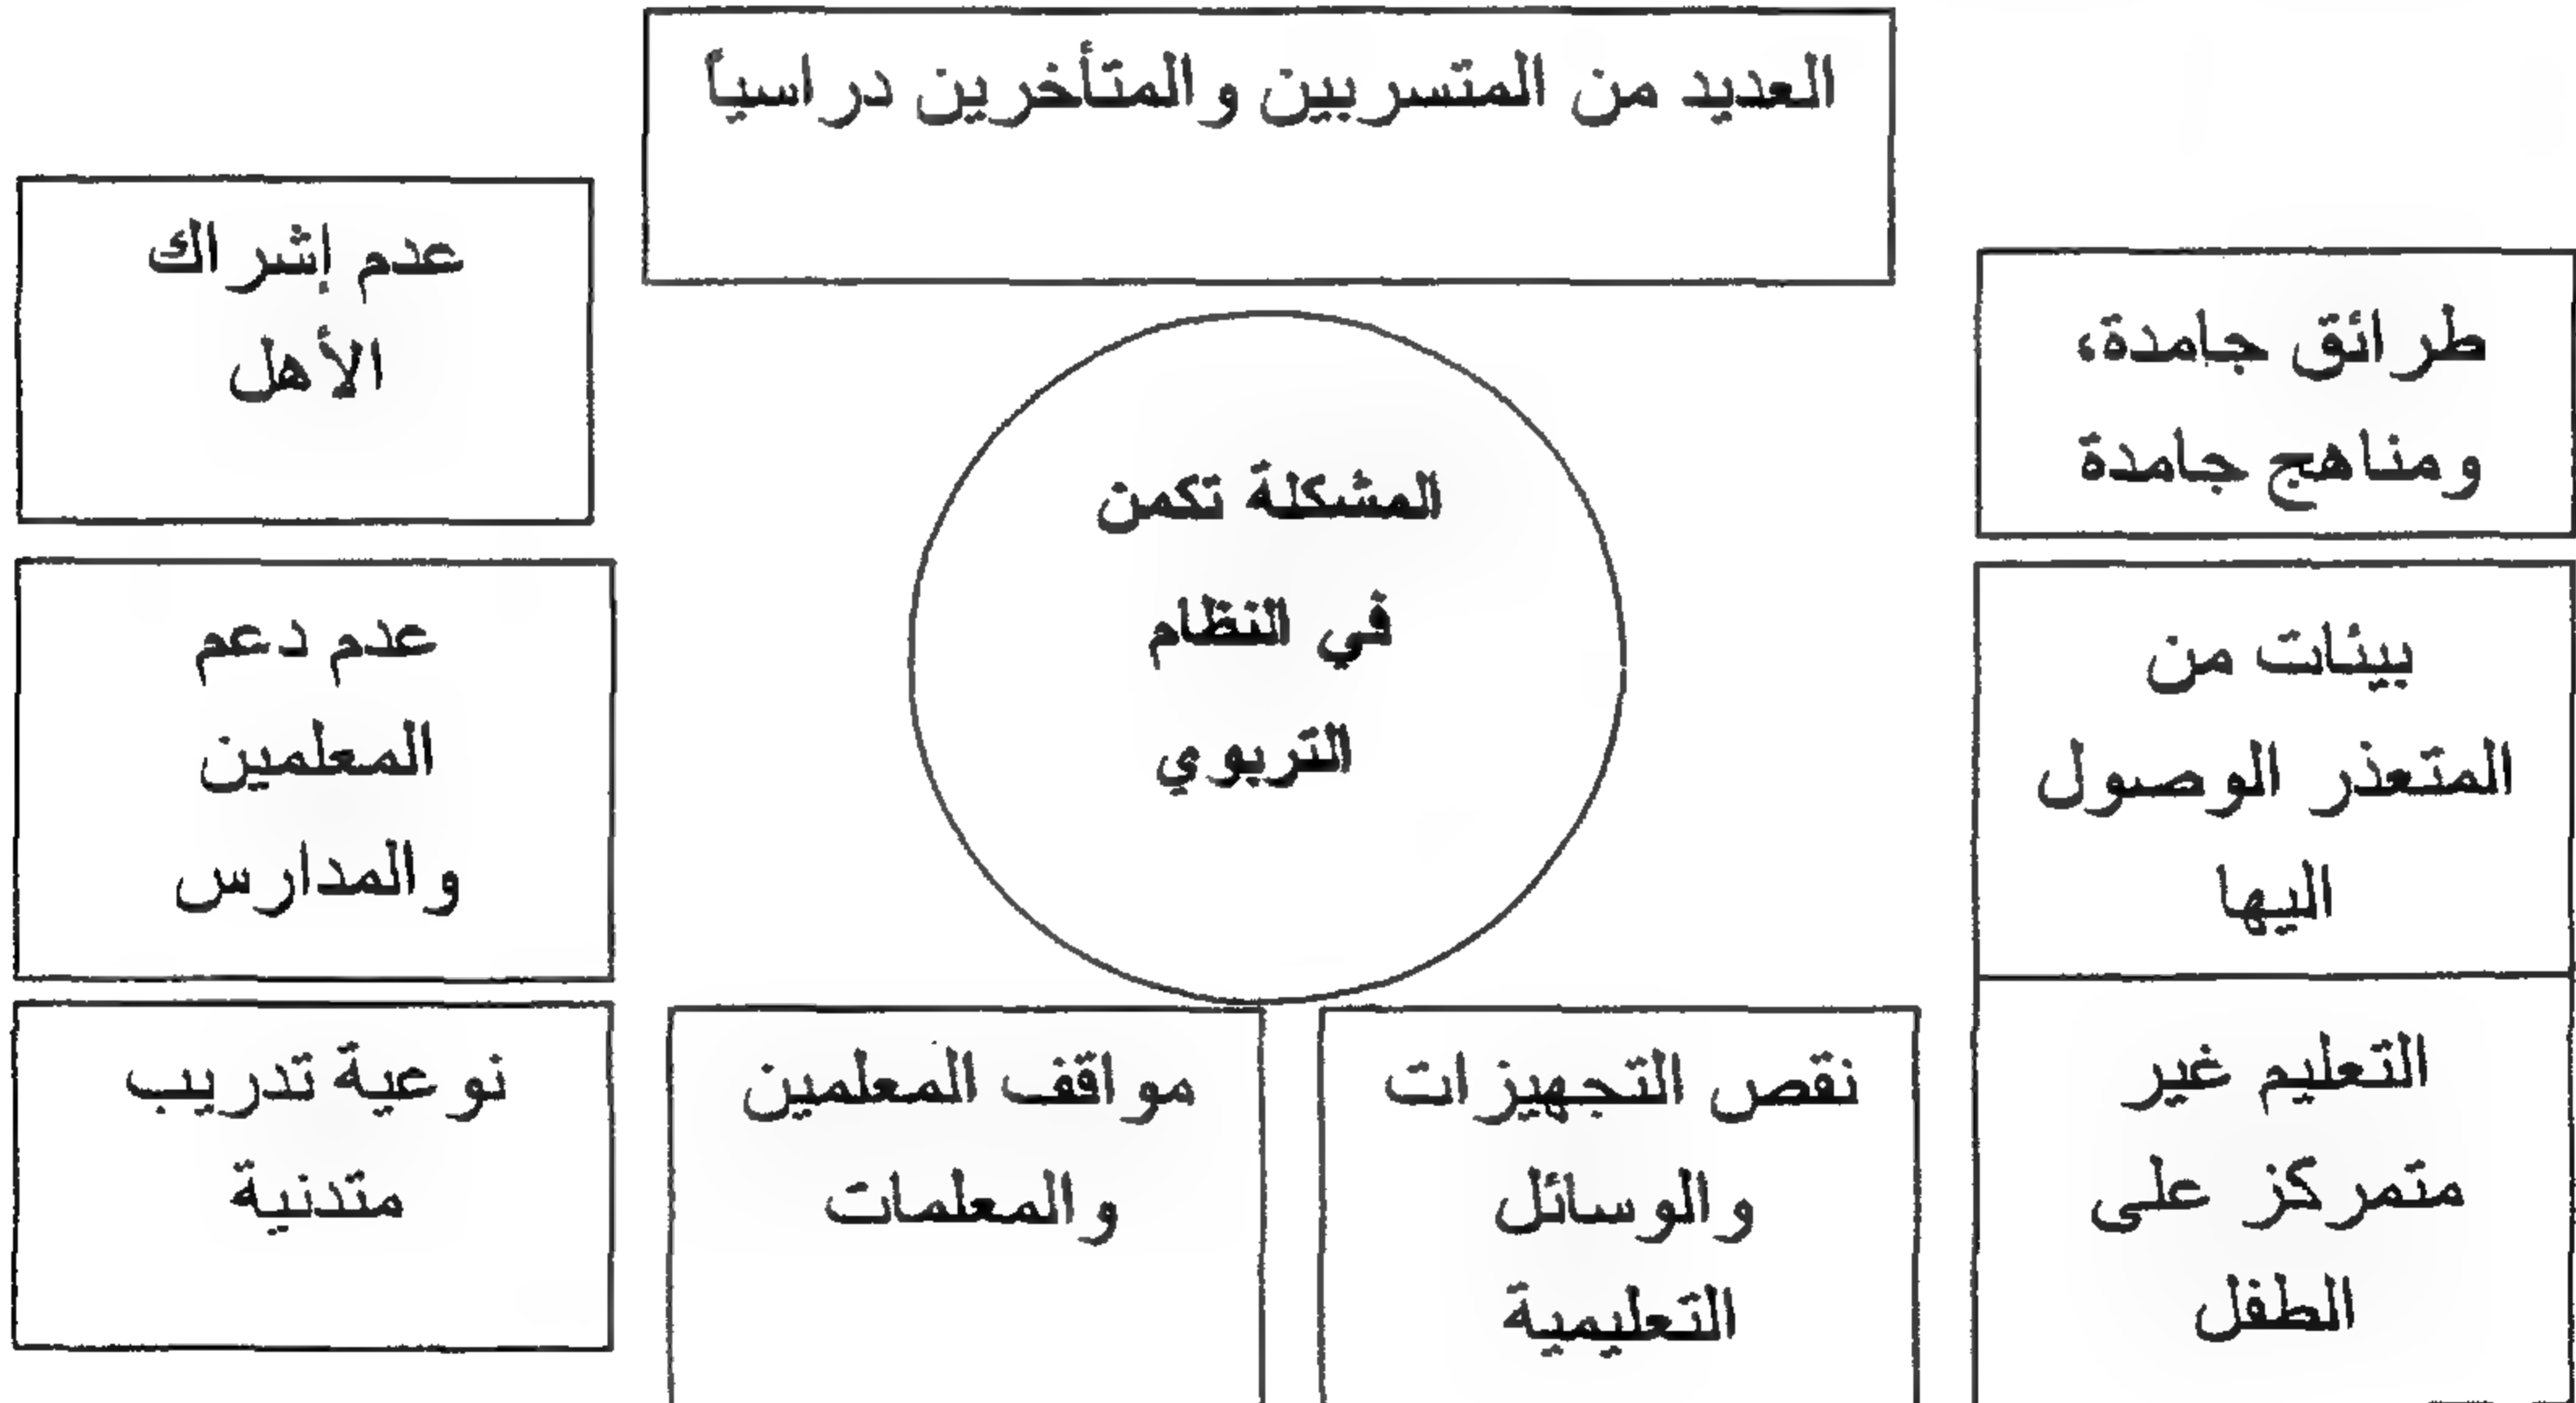 العديد من المتسربين والمتأخرين دراسياً
طرائق جامدة،
ومناهج جامدة
عدم إشراك
الأهل
المشكلة تكمن
في النظام
التربوي
بيئات من
المتعذر الوصول
اليها
عدم دعم
المعلمين
والمدارس
التعليم غير
متمركز على
الطفل
نقص التجهيزات
والوسائل
التعليمية
مواقف المعلمين
والمعلمات
نوعية تدريب
متدنية